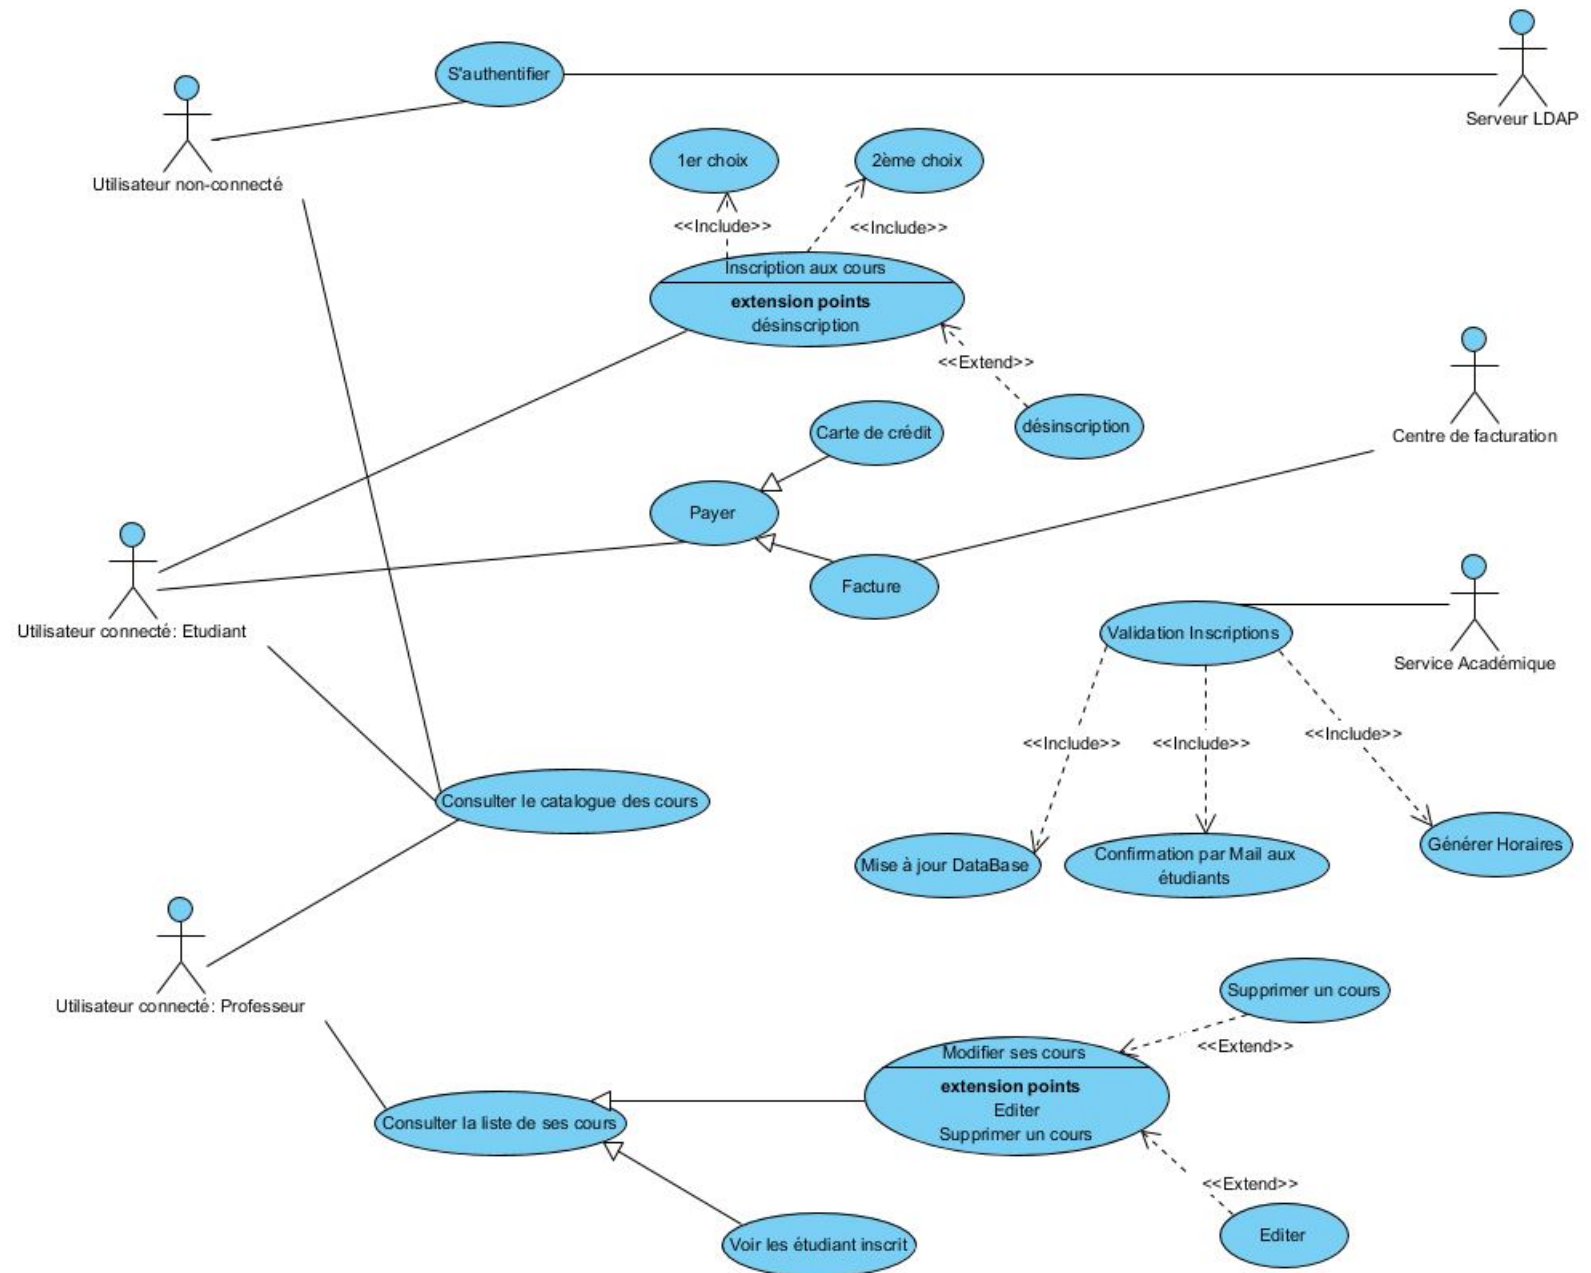 S'authentifier
Serveur LDAP
Utilisateur non-connecté
1er choix
2ème choix
<<Include>>
<<Include>>
Inscription aux cours
extension points
désinscription
<<Extend>>
désinscription
Carte de crédit
Centre de facturation
Payer
Facture
Utilisateur connecté: Etudiant
Validation Inscriptions
Service Académique
<<Include>>
<<Include>>
<<Include>>
Consulter le catalogue des cours
Mise à jour DataBase
Confirmation par Mail aux
étudiants
Générer Horaires
Utilisateur connecté: Professeur
Supprimer un cours
<<Extend>>
Modifier ses cours
extension points
Editer
Supprimer un cours
Consulter la liste de ses cours
<<Extend>>
Editer
Voir les étudiant inscrit